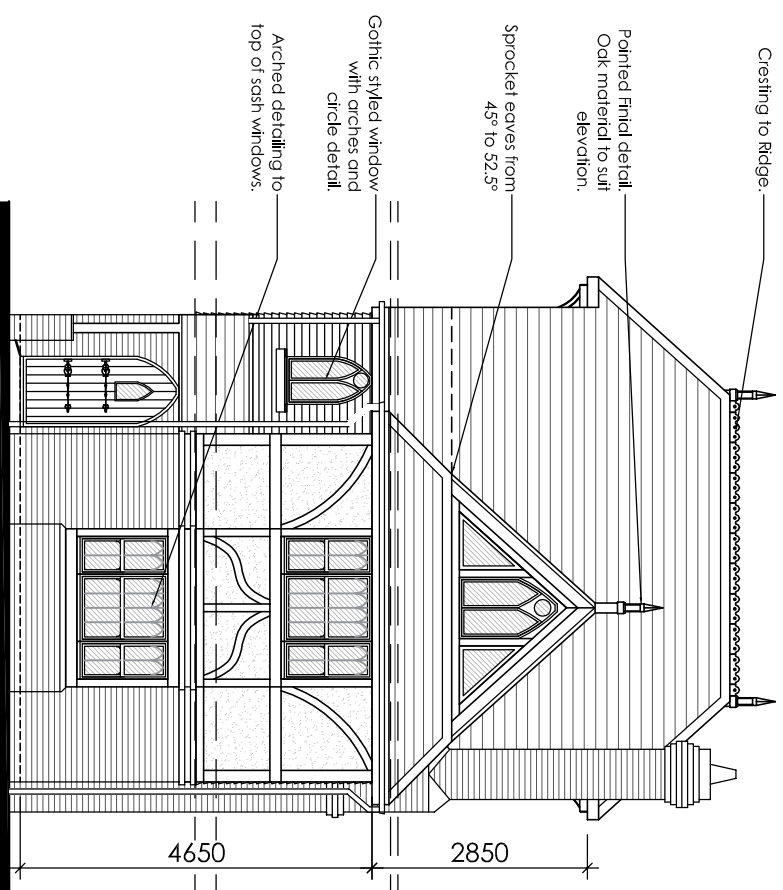 Cresting to Ridge.
Pointed Finial detail.
Oak material to suit
elevation.
Sprocket eaves from
45° to 52.5°
Gothic styled window
with arches and
circle detail.
Arched detailing to
top of sash windows.
4650
2850